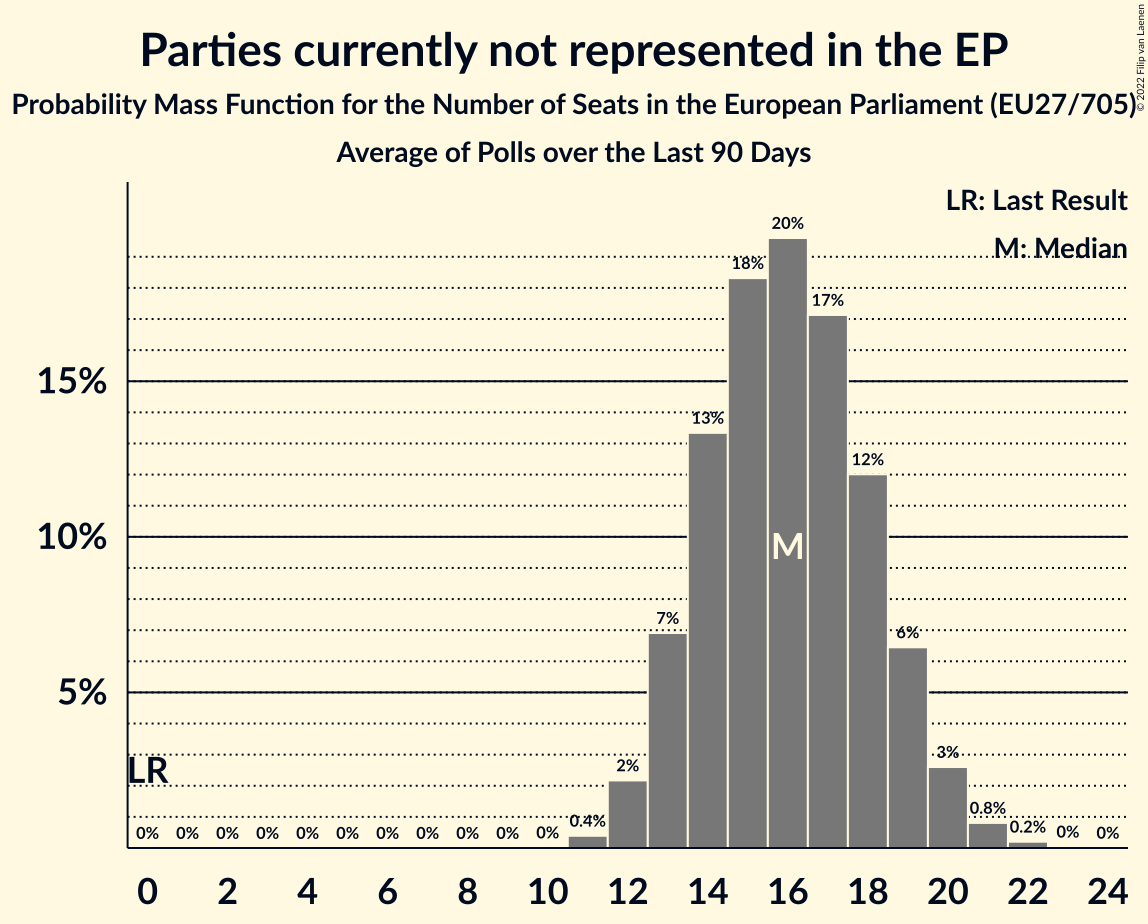 Parties currently not represented in the EP
Probability Mass Function for the Number of Seats in the European Parliament (EU27/705)
Average of Polls over the Last 90 Days
© 2022 Filip van Laenen
LR: Last Result
M: Median
20%
18%
17%
15%
13%
12%
10%
M
7%
6%
5%
3%
LR
2%
0.8%
0.4%
0.2%
0% 0% 0% 0% 0% 0% 0% 0% 0% 0% 0% 0% 0%
0 2 4 6 8 10 12 14 16 18 20 22 24